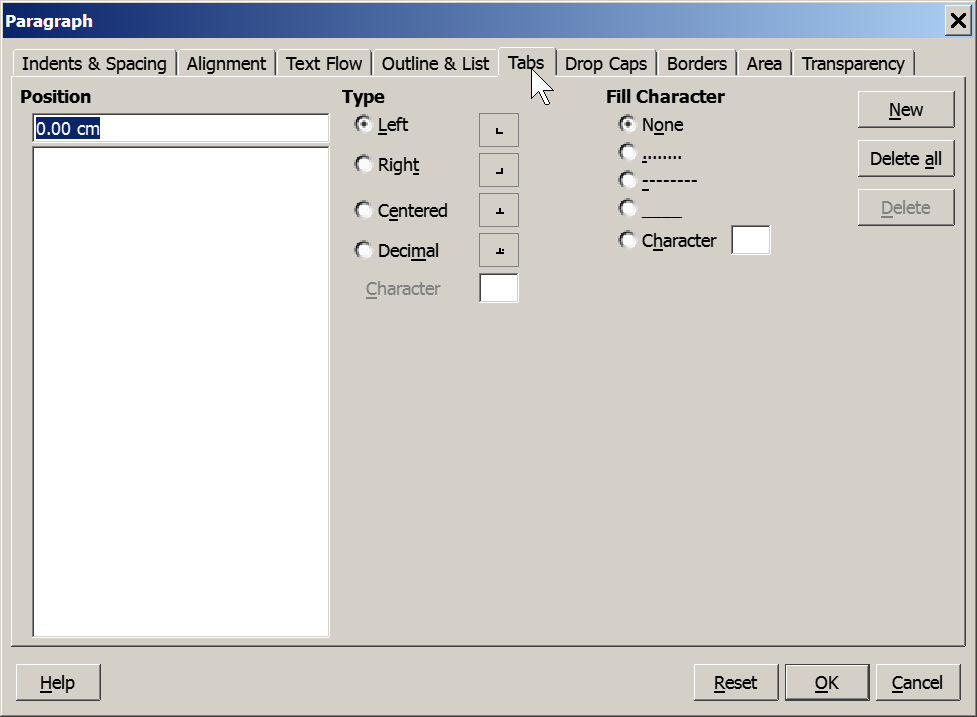 Paragraph
Indents & Spacing Alignment Text Flow Outline & List Tabs Drop Caps Borders Area Transparency
Position Type Fill Character
0.00 cm Left None New
........
Right Delete all
--------
Centered ____ Delete
Decimal Character
Character
Help Reset OK Cancel